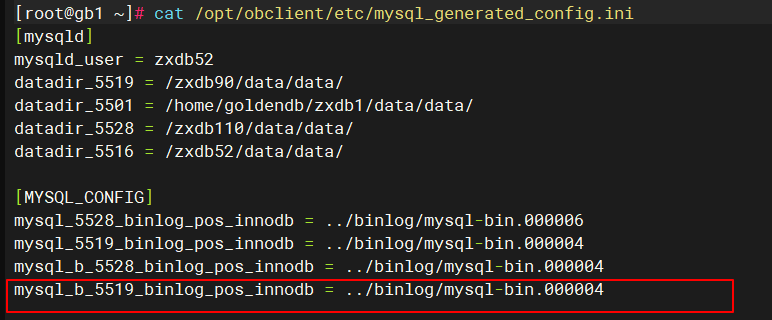 [root@gb1 ~]# cat /opt/obclient/etc/mysql_generated_config.ini
[mysqld]
mysqld_user = zxdb52
datadir_5519 = /zxdb90/data/data/
datadir_5501 = /home/goldendb/zxdb1/data/data/
datadir_5528 = /zxdb110/data/data/
datadir_5516 = /zxdb52/data/data/

[MYSQL_CONFIG]
mysql_5528_binlog_pos_innodb = ../binlog/mysql-bin.000006
mysql_5519_binlog_pos_innodb = ../binlog/mysql-bin.000004
mysql_b_5528_binlog_pos_innodb = ../binlog/mysql-bin.000004
mysql_b_5519_binlog_pos_innodb = ../binlog/mysql-bin.000004